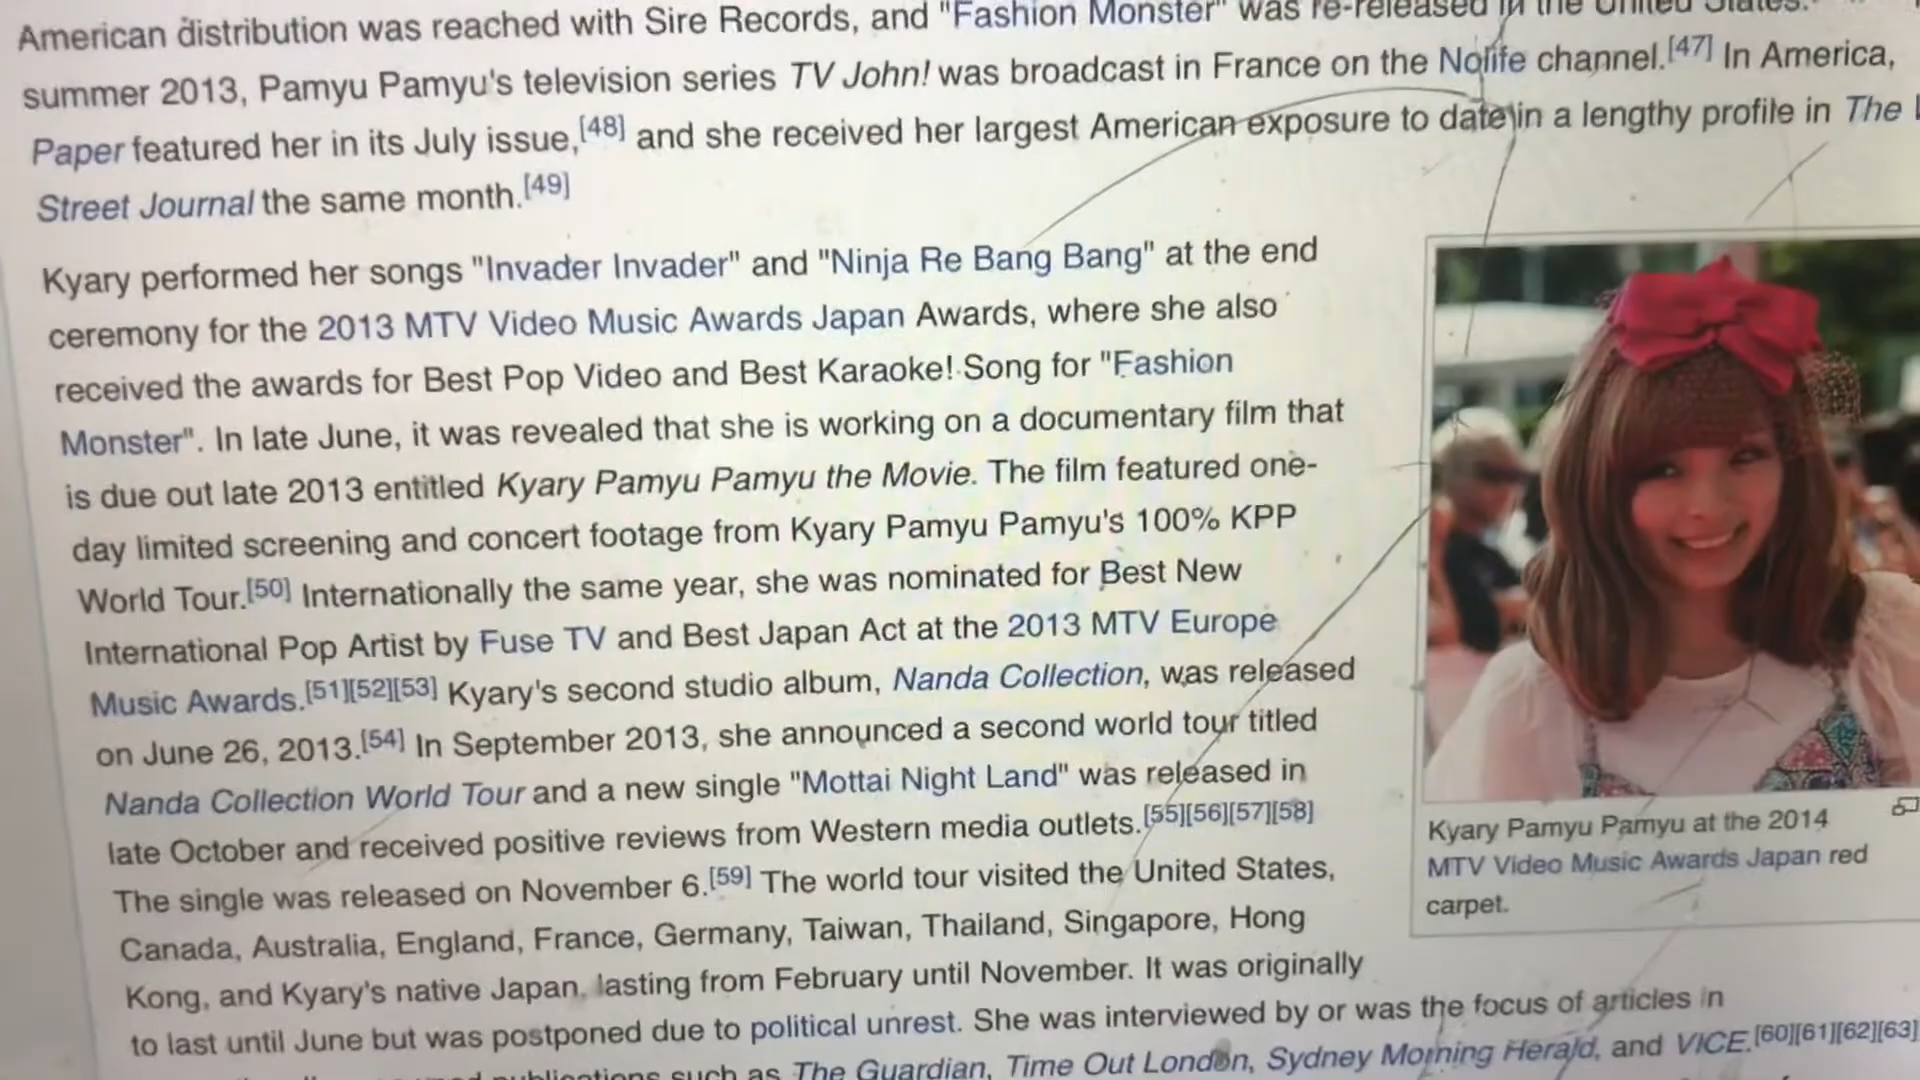 American distribution was reached with Sire Records, and "Fashion Monster" was re-released in the United States.
summer 2013, Pamyu Pamyu's television series TV John! was broadcast in France on the Nolife channel.[47] In America,
Paper featured her in its July issue,[48] and she received her largest American exposure to date in a lengthy profile in The
Street Journal the same month.[49]
Kyary performed her songs "Invader Invader" and "Ninja Re Bang Bang" at the end
ceremony for the 2013 MTV Video Music Awards Japan Awards, where she also
received the awards for Best Pop Video and Best Karaoke! Song for "Fashion
Monster". In late June, it was revealed that she is working on a documentary film that
is due out late 2013 entitled Kyary Pamyu Pamyu the Movie. The film featured one-
day limited screening and concert footage from Kyary Pamyu Pamyu's 100% KPP
World Tour.[50] Internationally the same year, she was nominated for Best New
International Pop Artist by Fuse TV and Best Japan Act at the 2013 MTV Europe
Music Awards.[51][52][53] Kyary's second studio album, Nanda Collection, was released
on June 26, 2013.[54] In September 2013, she announced a second world tour titled
Nanda Collection World Tour and a new single "Mottai Night Land" was released in
late October and received positive reviews from Western media outlets.[55][56][57][58]
The single was released on November 6.[59] The world tour visited the United States,
Canada, Australia, England, France, Germany, Taiwan, Thailand, Singapore, Hong
Kong, and Kyary's native Japan, lasting from February until November. It was originally
to last until June but was postponed due to political unrest. She was interviewed by or was the focus of articles in
publications such as The Guardian, Time Out London, Sydney Morning Herald, and VICE.[60][61][62][63]
Kyary Pamyu Pamyu at the 2014
MTV Video Music Awards Japan red
carpet.